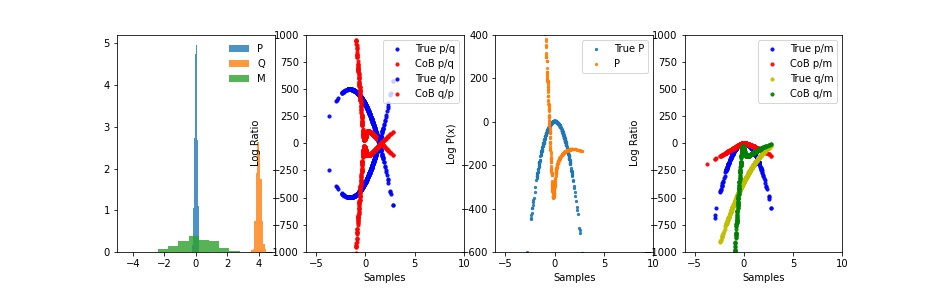 5
4
3
2
1
0
−4 −2 0 2 4
P
Q
M
Log Ratio
1000
750
500
250
0
−250
−500
−750
1000
−5 0 5 10
Samples
True p/q
CoB p/q
True q/p
CoB q/p
Log P(x)
400
200
0
−200
−400
−600
−5 0 5 10
Samples
True P
P
Log Ratio
1000
750
500
250
0
−250
−500
−750
1000
−5 0 5 10
Samples
True p/m
CoB p/m
True q/m
CoB q/m